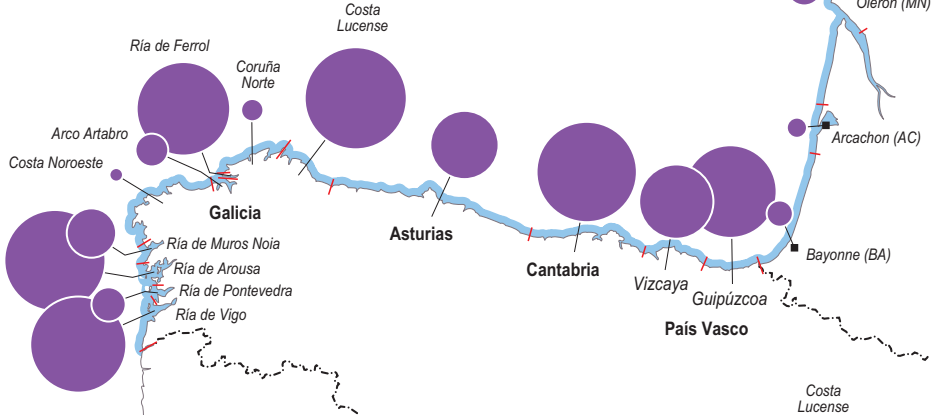 Oleron (MN)
Costa
Lucense
Ría de Ferrol
Coruña
Norte
Arco Artabro
Arcachon (AC)
Costa Noroeste
Galicia
Asturias
Ría de Muros Noia
Bayonne (BA)
Ría de Arousa
Cantabria
Vizcaya
Ría de Pontevedra
Guipúzcoa
Ría de Vigo
País Vasco
Costa
Lucense